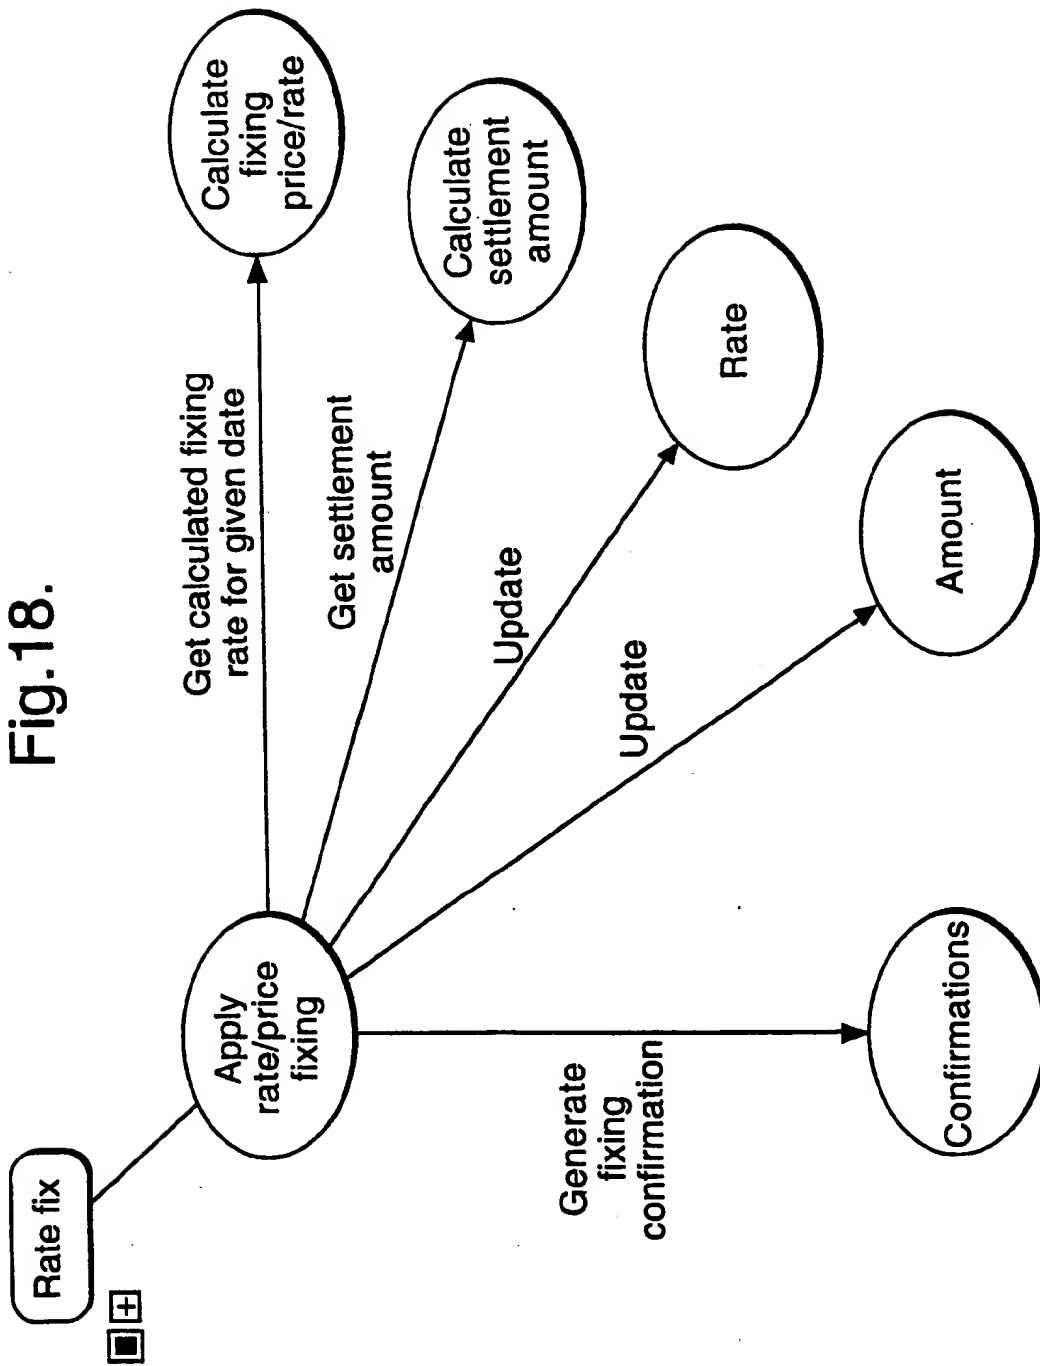 Fig.18.
Rate fix
Apply
rate/price
fixing
Get calculated fixing
rate for given date
Calculate
fixing
price/rate
Get settlement
amount
Calculate
settlement
amount
Update
Rate
Update
Amount
Generate
fixing
confirmation
Confirmations